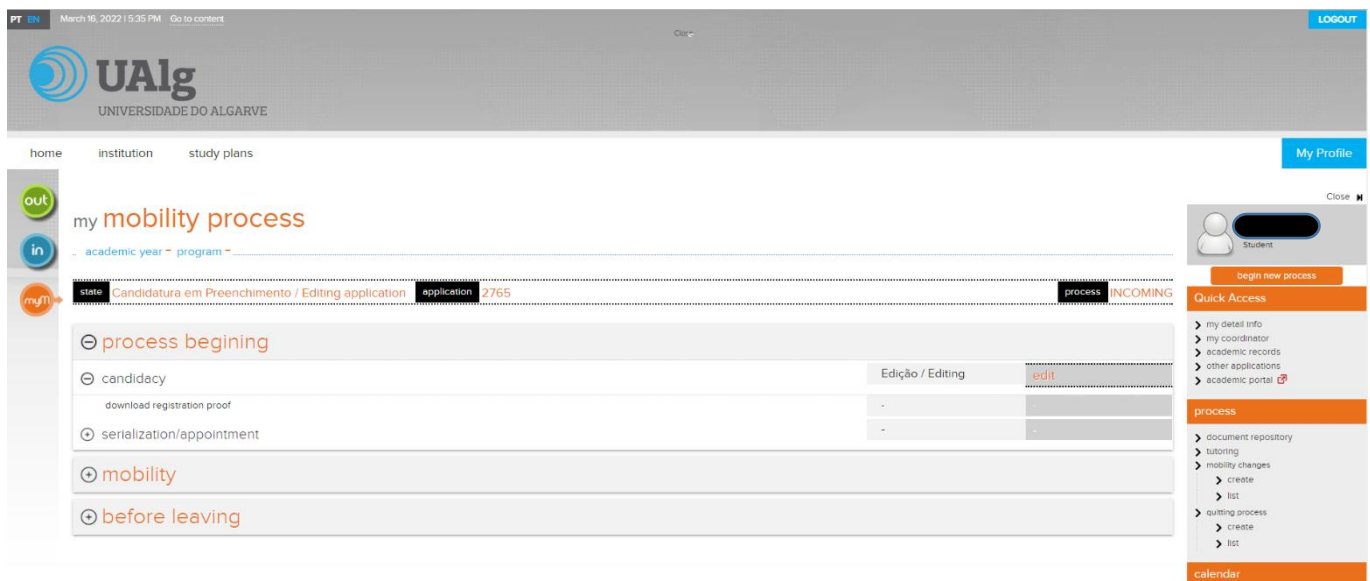 PT EN March 16, 2022 | 5:35 PM Go to content LOGOUT
UAlg
UNIVERSIDADE DO ALGARVE
home institution study plans My Profile
out
in
myM
Close
my mobility process
academic year - program -
state Candidatura em Preenchimento / Editing application application 2765 process INCOMING
process begining
candidacy Edição / Editing edit
download registration proof - -
serialization/appointment - -
mobility
before leaving
Student
begin new process
Quick Access
my detail info
my coordinator
academic records
other applications
academic portal
process
document repository
tutoring
mobility changes
create
list
quitting process
create
list
calendar